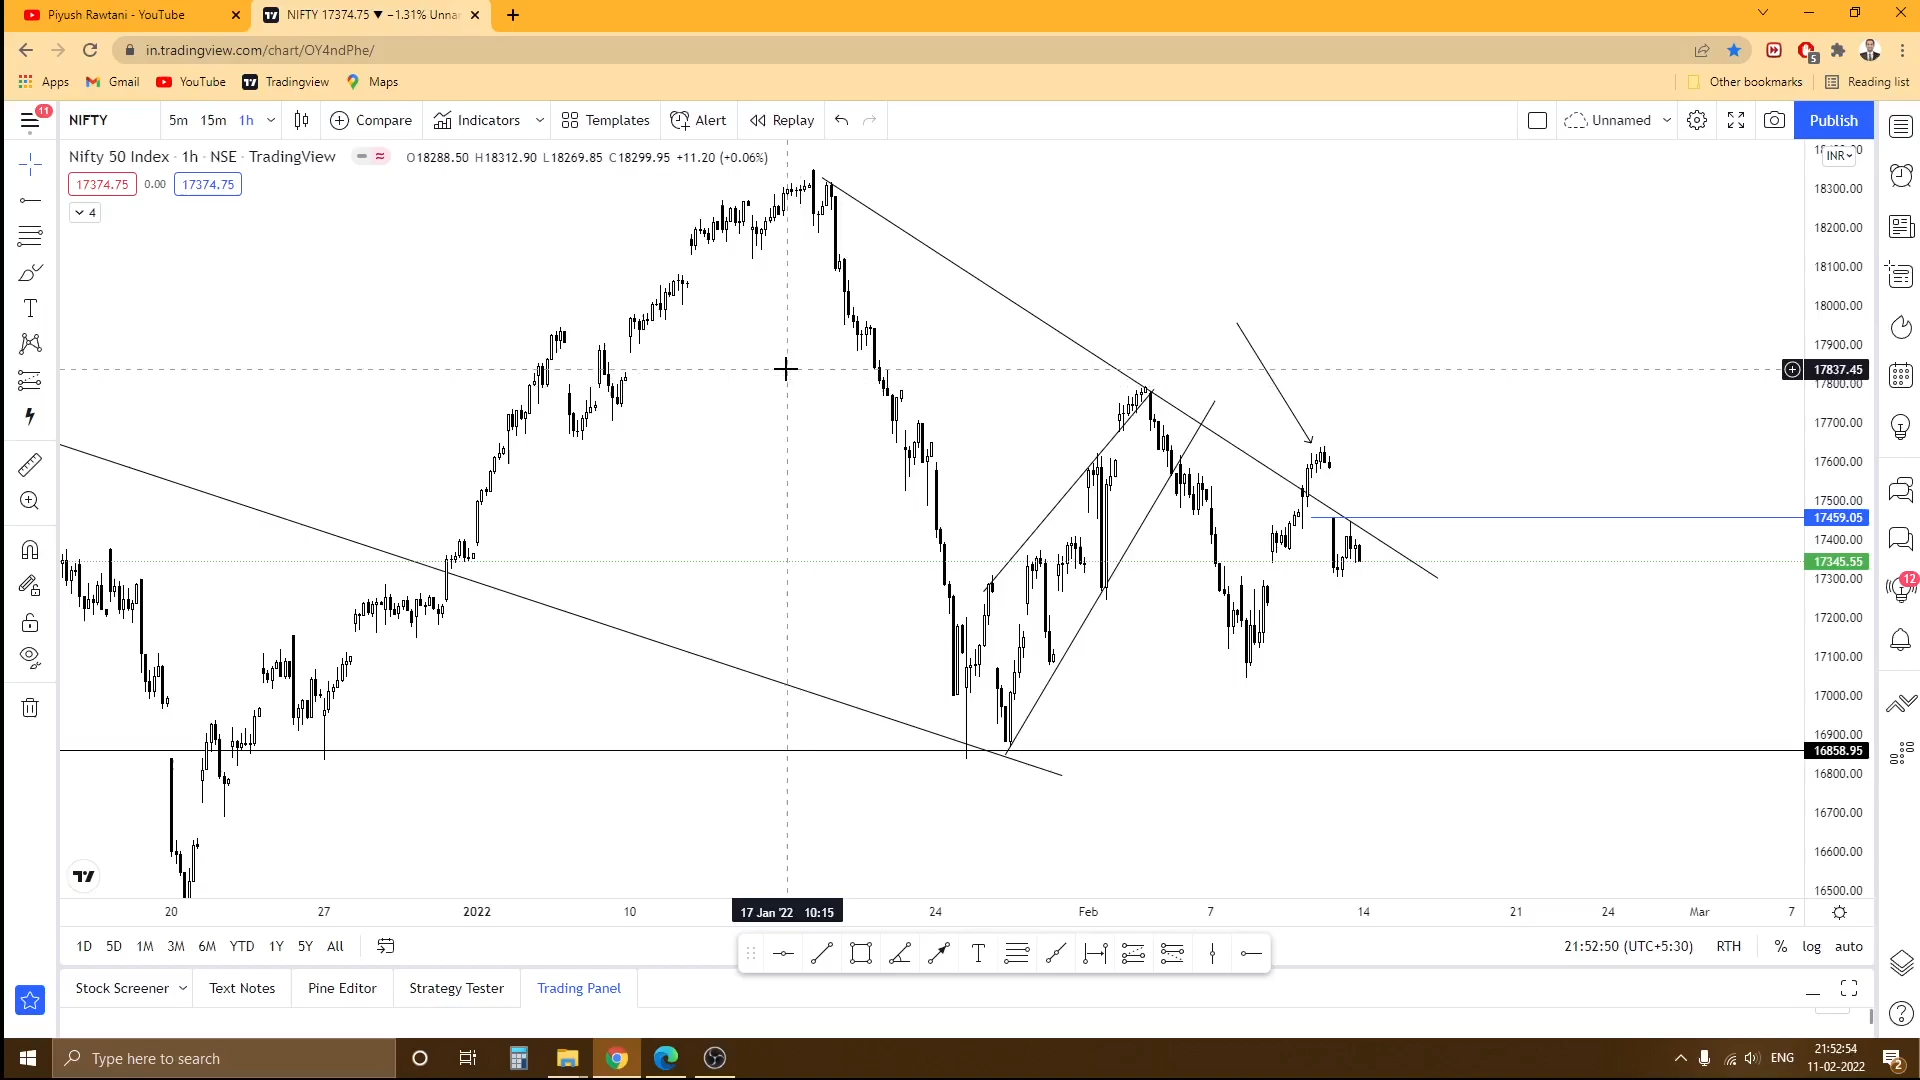 Piyush Rawtani - YouTube
NIFTY 17374.75 ▼ −1.31% Unnar
in.tradingview.com/chart/OY4ndPhe/
5
Apps Gmail YouTube Tradingview Maps Other bookmarks Reading list
11
NIFTY 5m 15m 1h Compare Indicators Templates Alert Replay Unnamed Publish
Nifty 50 Index · 1h · NSE · TradingView O18288.50 H18312.90 L18269.85 C18299.95 +11.20 (+0.06%)
INR
17374.75 0.00 17374.75
4
18300.00
18200.00
18100.00
18000.00
17900.00
17837.45
17800.00
17700.00
17600.00
17500.00
17459.05
17400.00
17345.55
17300.00
12
17200.00
17100.00
17000.00
16900.00
16858.95
16800.00
16700.00
16600.00
16500.00
20 27 2022 10 17 Jan '22 10:15 24 Feb 7 14 21 24 Mar 7
1D 5D 1M 3M 6M YTD 1Y 5Y All 21:52:50 (UTC+5:30) RTH % log auto
Stock Screener Text Notes Pine Editor Strategy Tester Trading Panel
Type here to search
ENG
21:52:54
11-02-2022
2